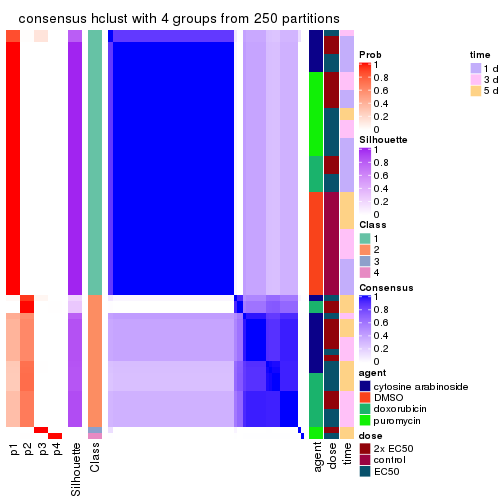 consensus hclust with 4 groups from 250 partitions
Prob
1
0.8
0.6
0.4
0.2
0
Silhouette
1
0.8
0.6
0.4
0.2
0
Class
1
2
3
4
Consensus
1
0.8
0.6
0.4
0.2
0
agent
cytosine arabinoside
DMSO
doxorubicin
puromycin
dose
2x EC50
control
EC50
time
1 d
3 d
5 d
p1
p2
p3
p4
Silhouette
Class
agent
dose
time